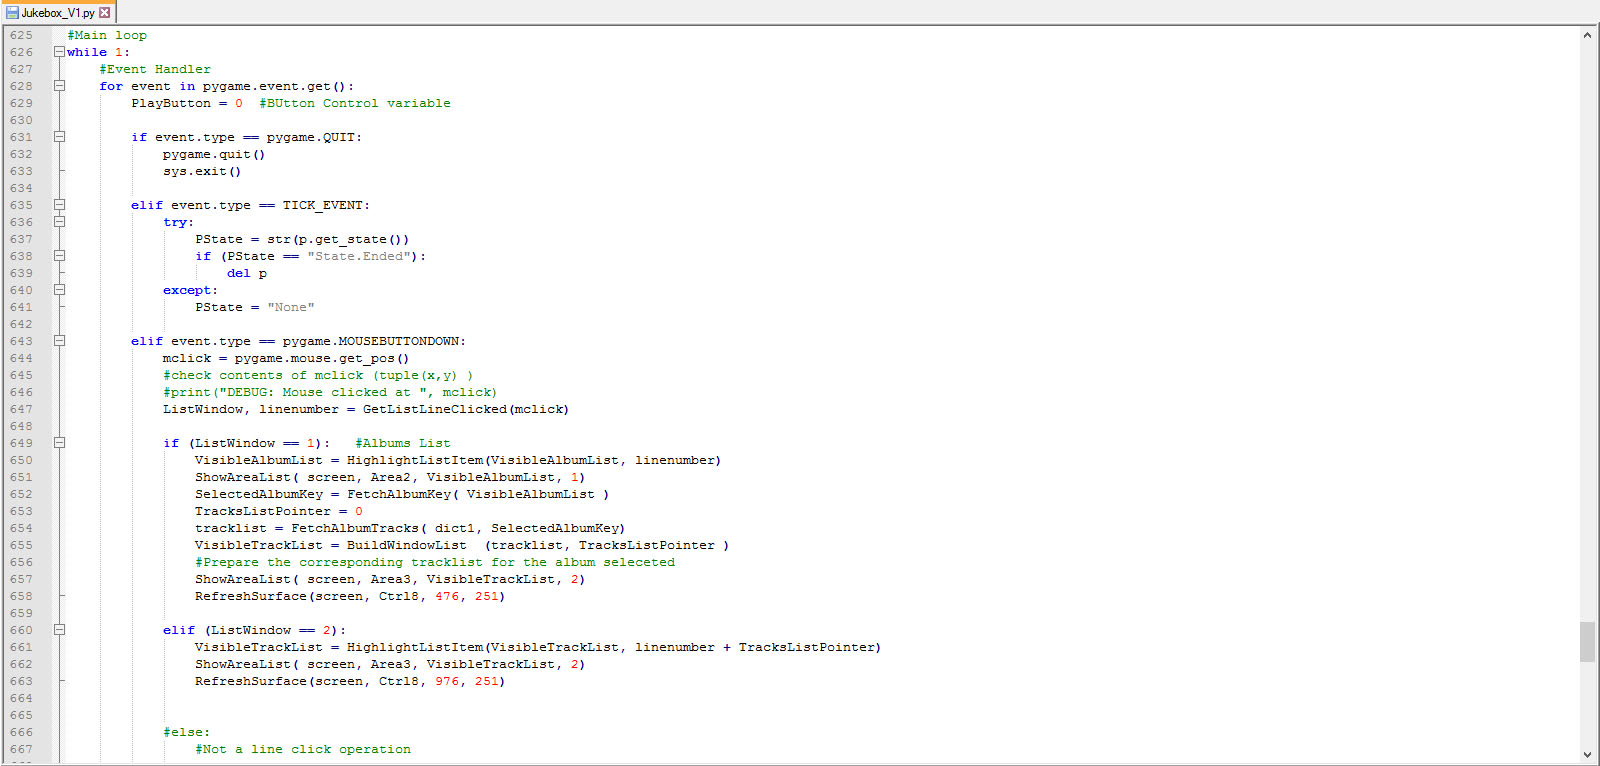 Jukebox_V1.py
625 #Main loop
626 while 1:
627     #Event Handler
628     for event in pygame.event.get():
629         PlayButton = 0  #BUtton Control variable
630
631         if event.type == pygame.QUIT:
632             pygame.quit()
633             sys.exit()
634
635         elif event.type == TICK_EVENT:
636             try:
637                 PState = str(p.get_state())
638                 if (PState == "State.Ended"):
639                     del p
640             except:
641                 PState = "None"
642
643         elif event.type == pygame.MOUSEBUTTONDOWN:
644             mclick = pygame.mouse.get_pos()
645             #check contents of mclick (tuple(x,y) )
646             #print("DEBUG: Mouse clicked at ", mclick)
647             ListWindow, linenumber = GetListLineClicked(mclick)
648
649             if (ListWindow == 1):   #Albums List
650                 VisibleAlbumList = HighlightListItem(VisibleAlbumList, linenumber)
651                 ShowAreaList( screen, Area2, VisibleAlbumList, 1)
652                 SelectedAlbumKey = FetchAlbumKey( VisibleAlbumList )
653                 TracksListPointer = 0
654                 tracklist = FetchAlbumTracks( dict1, SelectedAlbumKey)
655                 VisibleTrackList = BuildWindowList  (tracklist, TracksListPointer )
656                 #Prepare the corresponding tracklist for the album seleceted
657                 ShowAreaList( screen, Area3, VisibleTrackList, 2)
658                 RefreshSurface(screen, Ctrl8, 476, 251)
659
660             elif (ListWindow == 2):
661                 VisibleTrackList = HighlightListItem(VisibleTrackList, linenumber + TracksListPointer)
662                 ShowAreaList( screen, Area3, VisibleTrackList, 2)
663                 RefreshSurface(screen, Ctrl8, 976, 251)
664
665
666             #else:
667                 #Not a line click operation